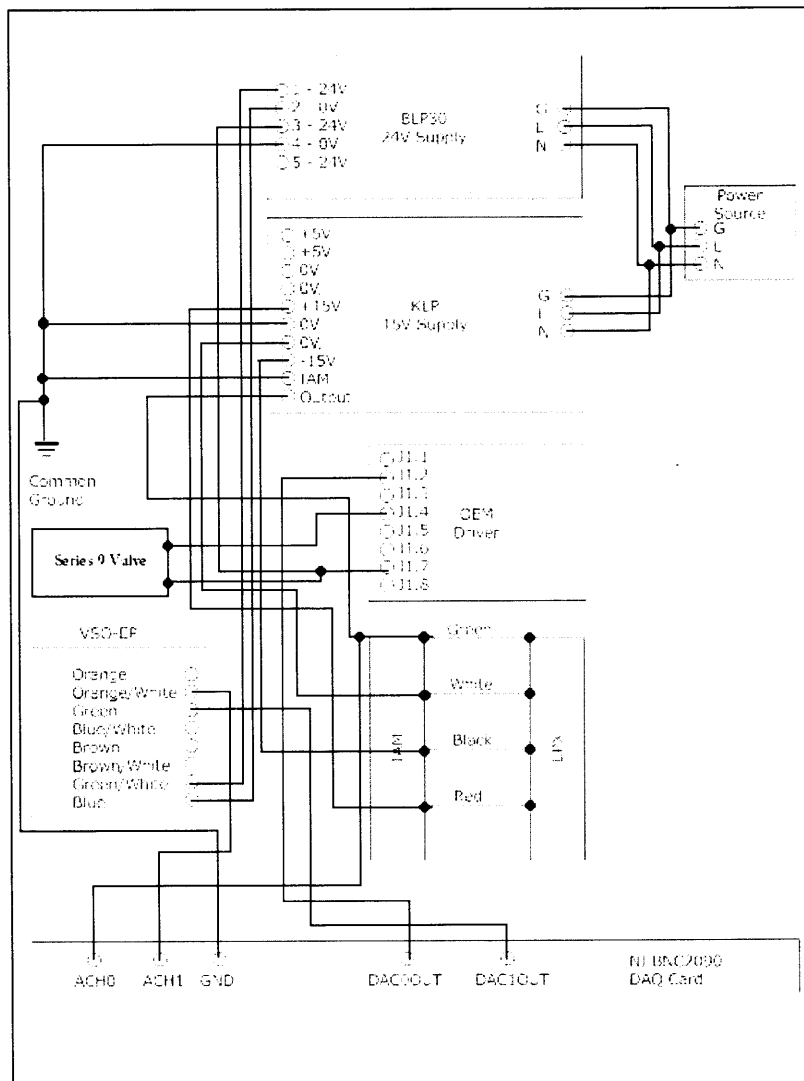 1 - 24V
2 - 0V
3 - 24V
4 - 0V
5 - 24V
BLP30
24V Supply
G
L
N
Power
Source
G
L
N
+5V
+5V
0V
0V
+15V
0V
0V
-15V
IAM
Output
KLP
15V Supply
G
L
N
Common
Ground
J1.1
J1.2
J1.3
J1.4
J1.5
J1.6
J1.7
J1.8
OEM
Driver
Series 9 Valve
VSO-EP
Orange
Orange/White
Green
Blue/White
Brown
Brown/White
Green/White
Blue
Green
White
Black
Red
IAM
ACH0
ACH1
GND
DAC0OUT
DAC1OUT
NI BNC2090
DAQ Card